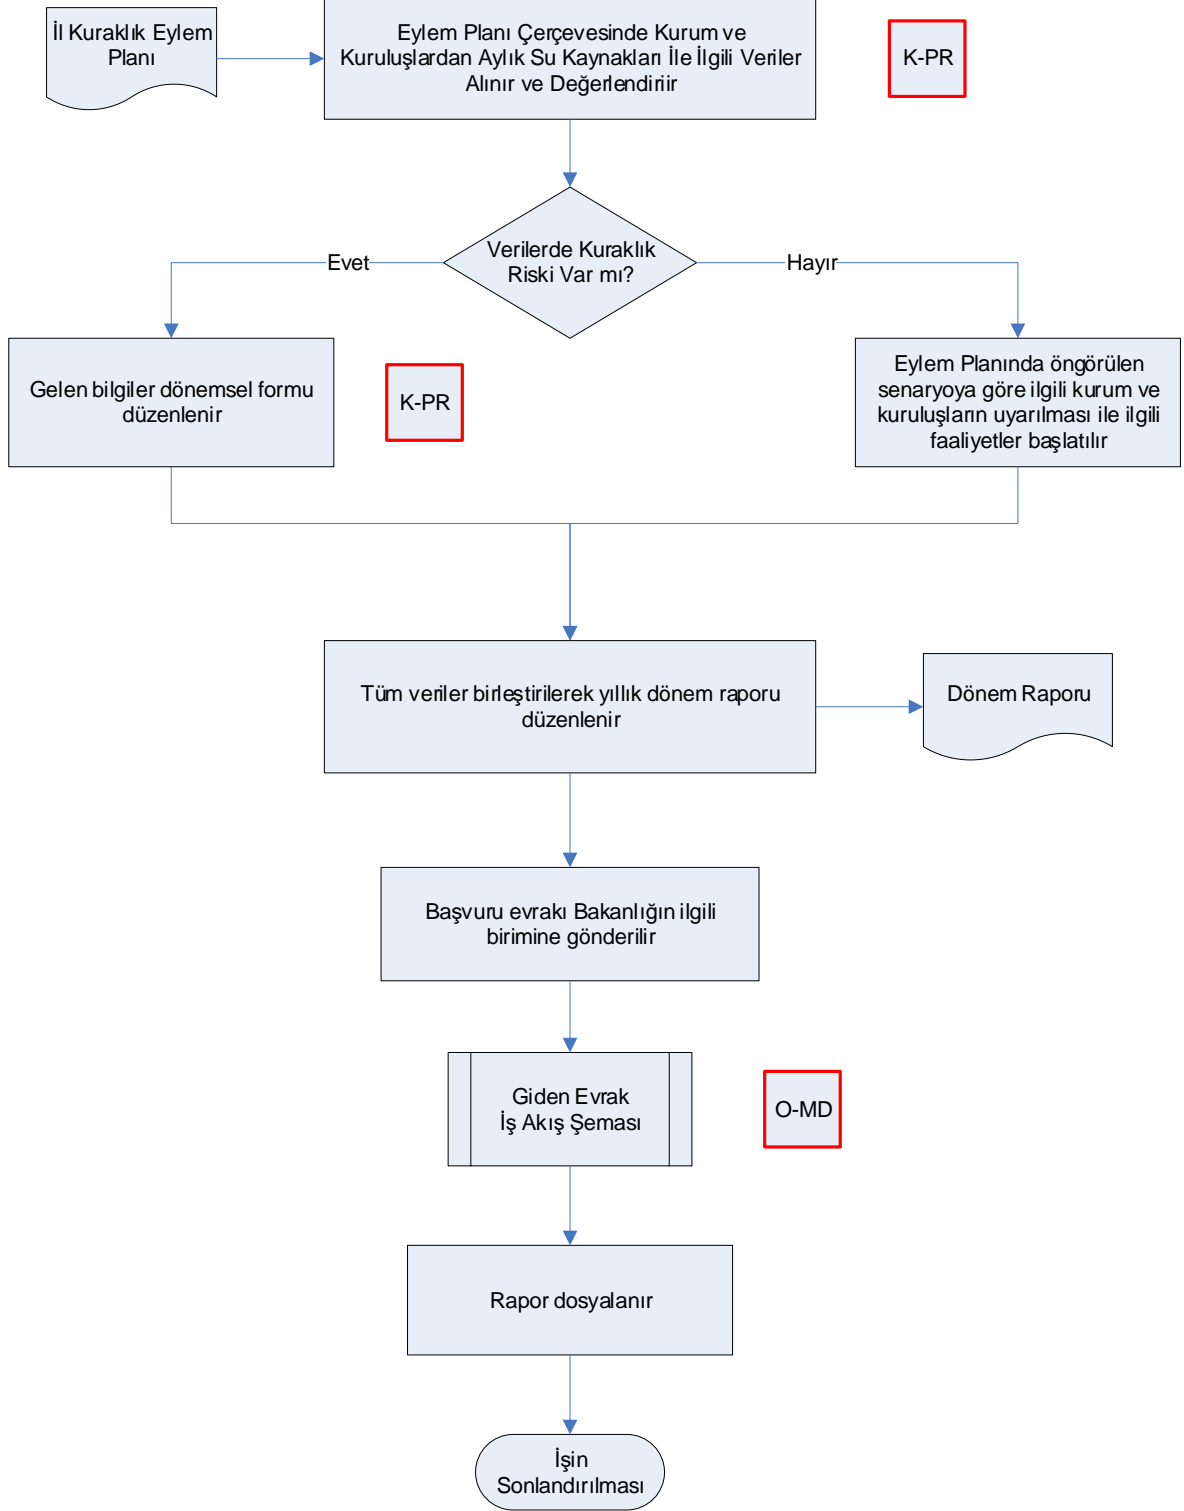 İl Kuraklık Eylem
Planı
Eylem Planı Çerçevesinde Kurum ve
Kuruluşlardan Aylık Su Kaynakları İle İlgili Veriler
Alınır ve Değerlendiriir
K-PR
Verilerde Kuraklık
Riski Var mı?
Evet
Hayır
Gelen bilgiler dönemsel formu
düzenlenir
K-PR
Eylem Planında öngörülen
senaryoya göre ilgili kurum ve
kuruluşların uyarılması ile ilgili
faaliyetler başlatılır
Tüm veriler birleştirilerek yıllık dönem raporu
düzenlenir
Dönem Raporu
Başvuru evrakı Bakanlığın ilgili
birimine gönderilir
Giden Evrak
İş Akış Şeması
O-MD
Rapor dosyalanır
İşin
Sonlandırılması